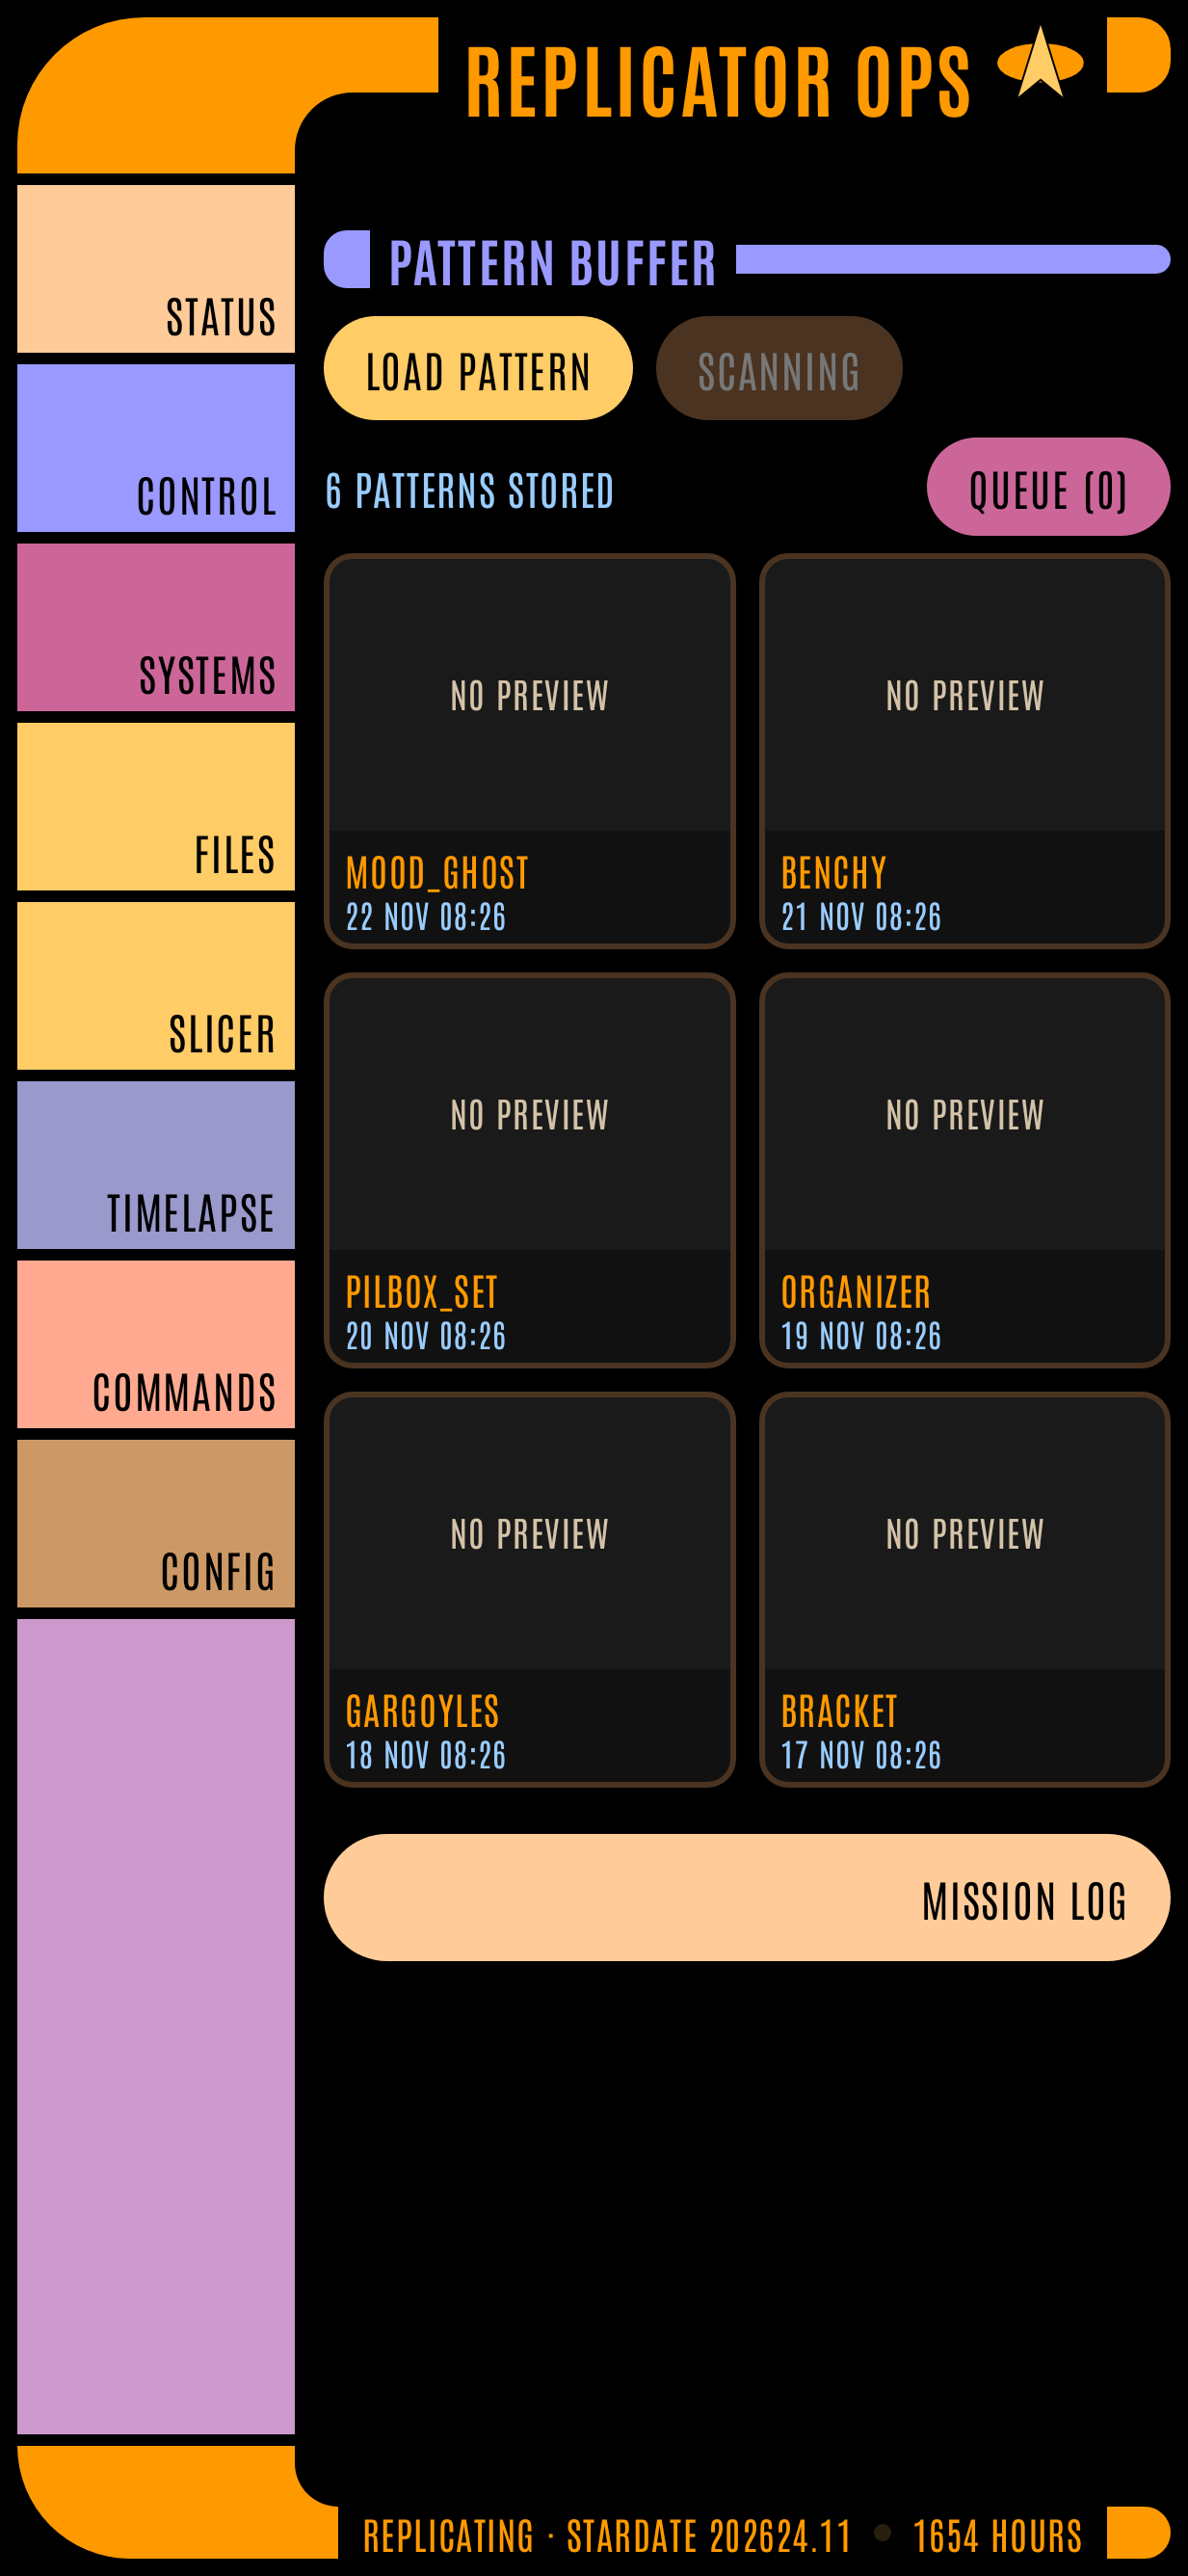 REPLICATOR OPS
STATUS
CONTROL
SYSTEMS
FILES
SLICER
TIMELAPSE
COMMANDS
CONFIG
PATTERN BUFFER
LOAD PATTERN
SCANNING
6 PATTERNS STORED
QUEUE (0)
NO PREVIEW
MOOD_GHOST
22 NOV 08:26
NO PREVIEW
BENCHY
21 NOV 08:26
NO PREVIEW
PILBOX_SET
20 NOV 08:26
NO PREVIEW
ORGANIZER
19 NOV 08:26
NO PREVIEW
GARGOYLES
18 NOV 08:26
NO PREVIEW
BRACKET
17 NOV 08:26
MISSION LOG
REPLICATING · STARDATE 202624.11 1654 HOURS